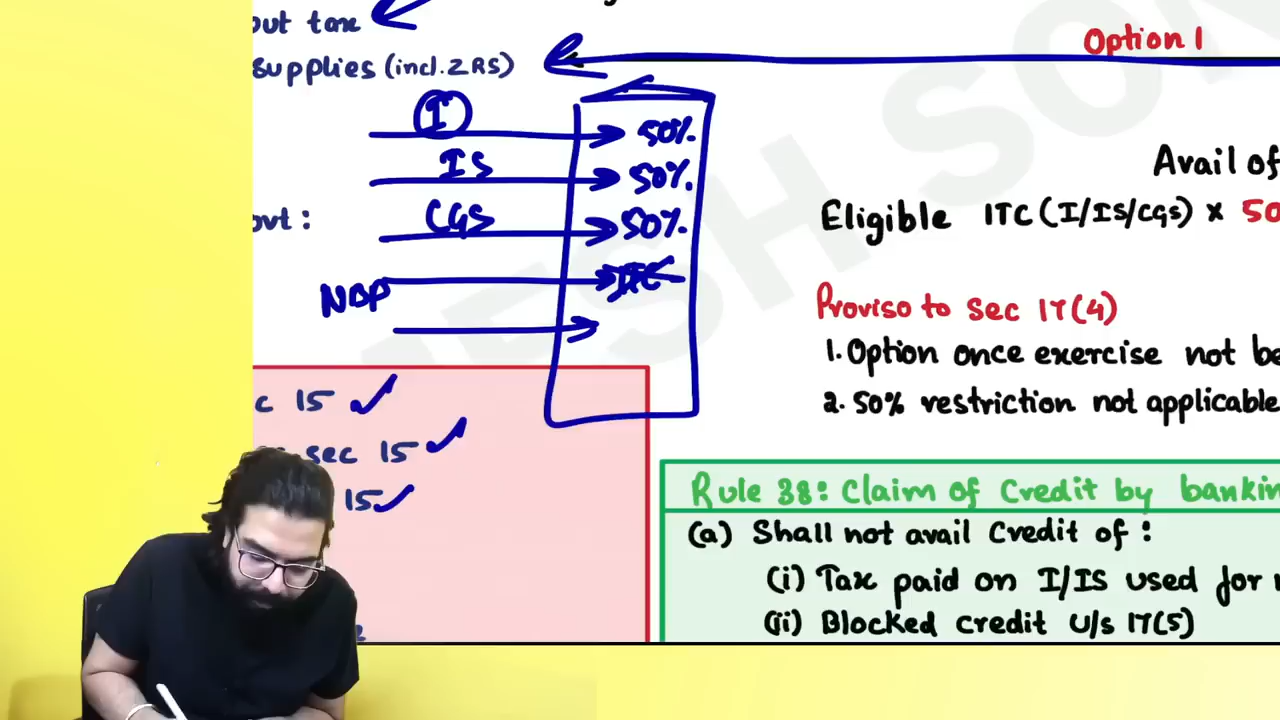 out tax
supplies (incl. ZRS)
Option 1
I
50%.
IS
50%.
CGS
50%.
NBP
ITC
out :
Avail of
Eligible ITC (I/IS/CGs) × 50
Proviso to Sec 17(4)
1. Option once exercise not be
2. 50% restriction not applicable
c 15 ✓
sec 15 ✓
15 ✓
Rule 38: Claim of Credit by bankin
(a) Shall not avail Credit of :
(i) Tax paid on I/IS used for
(ii) Blocked credit U/s 17(5)